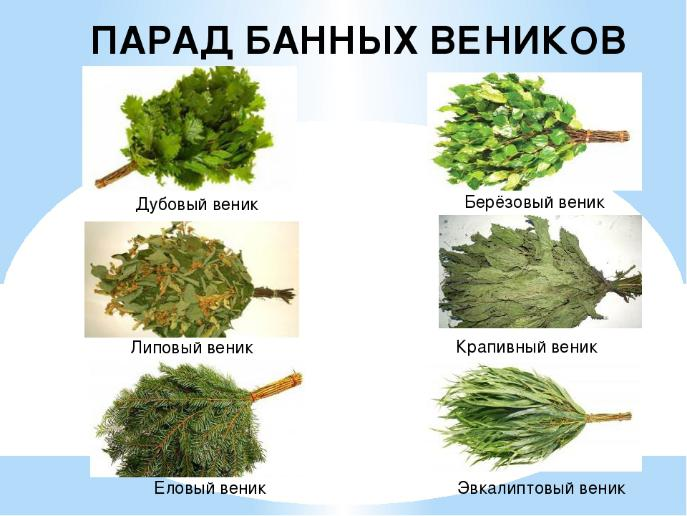 ПАРАД БАННЫХ ВЕНИКОВ
Дубовый веник
Берёзовый веник
Липовый веник
Крапивный веник
Еловый веник
Эвкалиптовый веник